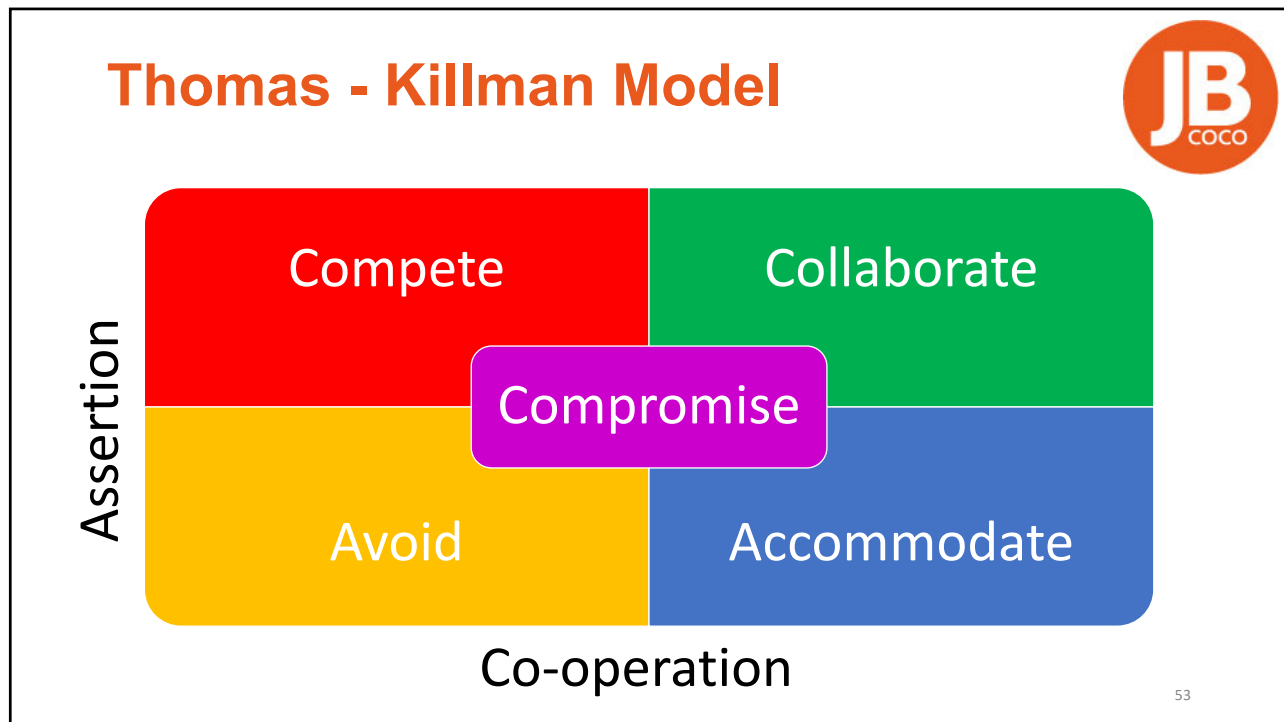 Thomas - Killman Model
JB
COCO
Compete
Collaborate
Compromise
Assertion
Avoid
Accommodate
Co-operation
53